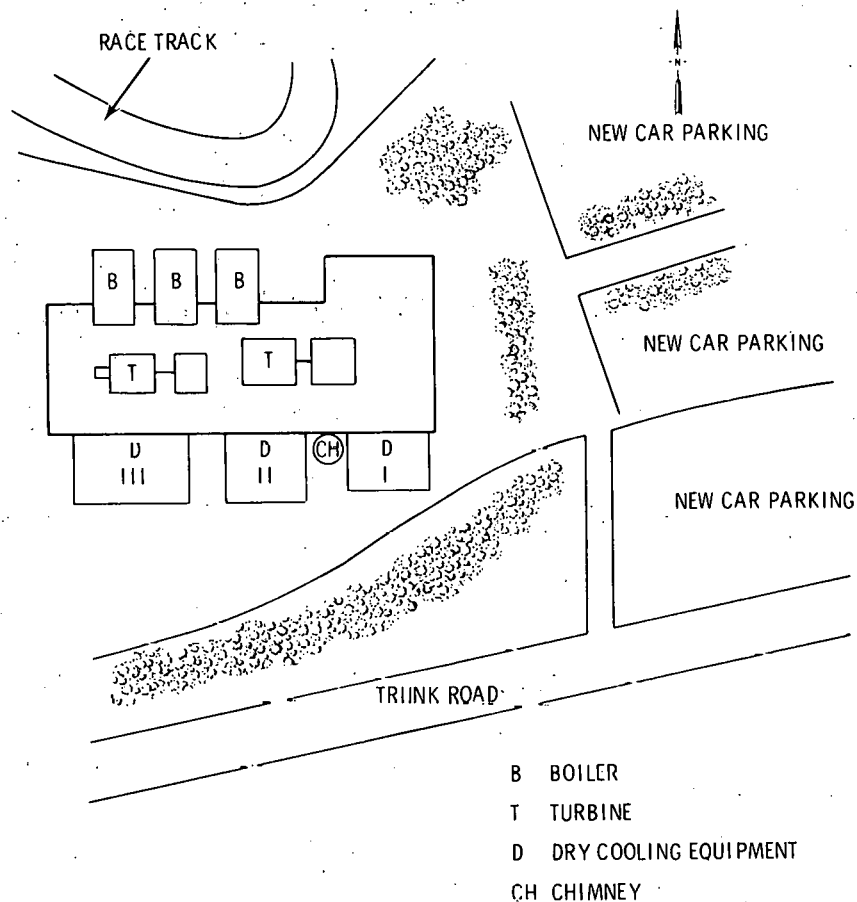 RACE TRACK
N
NEW CAR PARKING
B B B
NEW CAR PARKING
T T
D
III
D
II
CH
D
I
NEW CAR PARKING
TRUNK ROAD
B BOILER
T TURBINE
D DRY COOLING EQUIPMENT
CH CHIMNEY